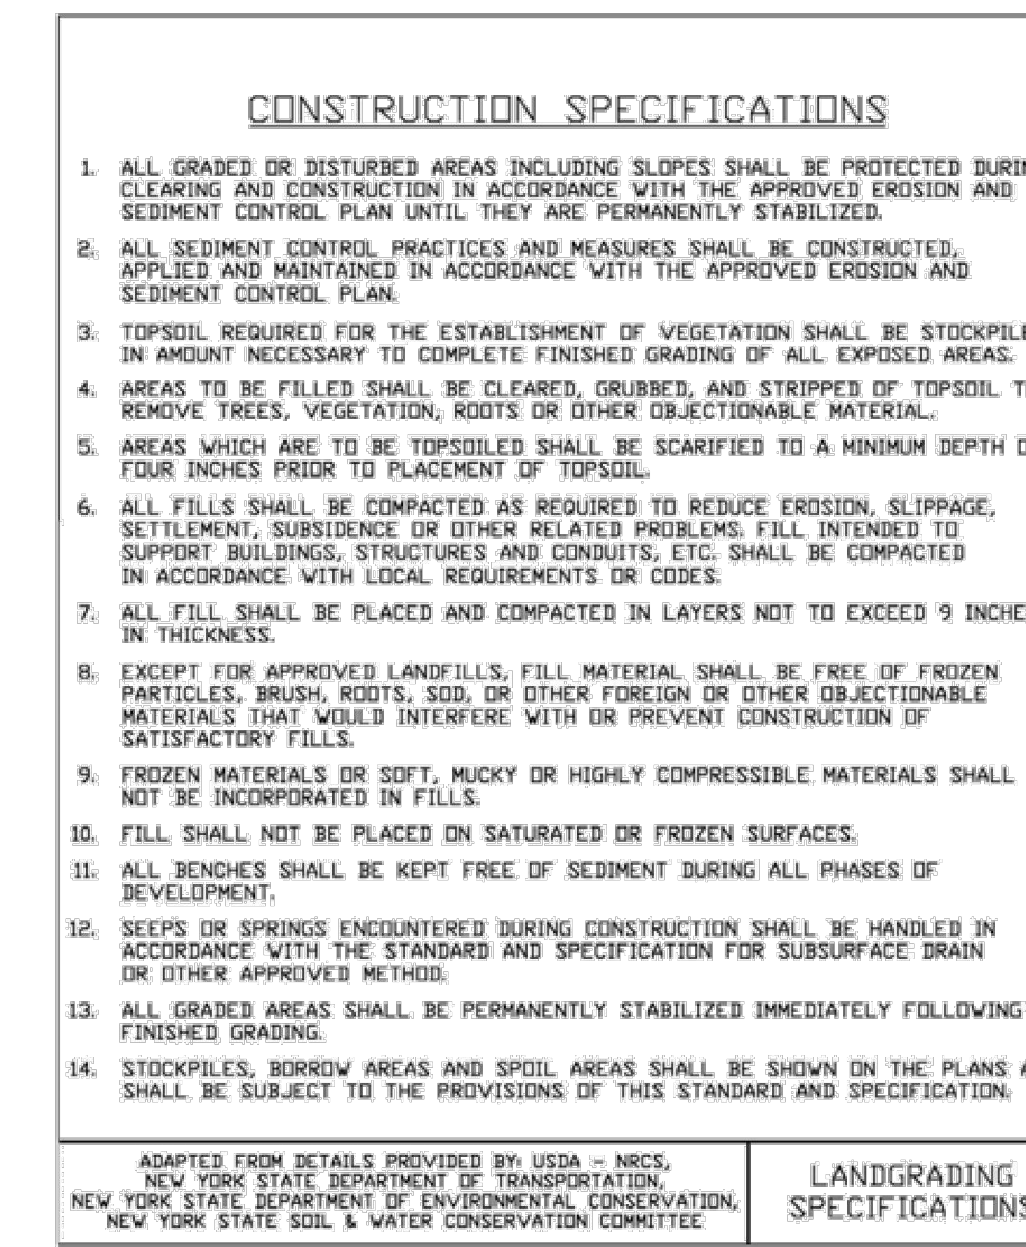 CONSTRUCTION SPECIFICATIONS
1. ALL GRADED OR DISTURBED AREAS INCLUDING SLOPES SHALL BE PROTECTED DURIN
CLEARING AND CONSTRUCTION IN ACCORDANCE WITH THE APPROVED EROSION AND
SEDIMENT CONTROL PLAN UNTIL THEY ARE PERMANENTLY STABILIZED.
2. ALL SEDIMENT CONTROL PRACTICES AND MEASURES SHALL BE CONSTRUCTED,
APPLIED AND MAINTAINED IN ACCORDANCE WITH THE APPROVED EROSION AND
SEDIMENT CONTROL PLAN.
3. TOPSOIL REQUIRED FOR THE ESTABLISHMENT OF VEGETATION SHALL BE STOCKPILE
IN AMOUNT NECESSARY TO COMPLETE FINISHED GRADING OF ALL EXPOSED AREAS.
4. AREAS TO BE FILLED SHALL BE CLEARED, GRUBBED, AND STRIPPED OF TOPSOIL T
REMOVE TREES, VEGETATION, ROOTS OR OTHER OBJECTIONABLE MATERIAL.
5. AREAS WHICH ARE TO BE TOPSOILED SHALL BE SCARIFIED TO A MINIMUM DEPTH O
FOUR INCHES PRIOR TO PLACEMENT OF TOPSOIL.
6. ALL FILLS SHALL BE COMPACTED AS REQUIRED TO REDUCE EROSION, SLIPPAGE,
SETTLEMENT, SUBSIDENCE OR OTHER RELATED PROBLEMS. FILL INTENDED TO
SUPPORT BUILDINGS, STRUCTURES AND CONDUITS, ETC. SHALL BE COMPACTED
IN ACCORDANCE WITH LOCAL REQUIREMENTS OR CODES.
7. ALL FILL SHALL BE PLACED AND COMPACTED IN LAYERS NOT TO EXCEED 9 INCHE
IN THICKNESS.
8. EXCEPT FOR APPROVED LANDFILLS, FILL MATERIAL SHALL BE FREE OF FROZEN
PARTICLES, BRUSH, ROOTS, SOD, OR OTHER FOREIGN OR OTHER OBJECTIONABLE
MATERIALS THAT WOULD INTERFERE WITH OR PREVENT CONSTRUCTION OF
SATISFACTORY FILLS.
9. FROZEN MATERIALS OR SOFT, MUCKY OR HIGHLY COMPRESSIBLE MATERIALS SHALL
NOT BE INCORPORATED IN FILLS.
10. FILL SHALL NOT BE PLACED ON SATURATED OR FROZEN SURFACES.
11. ALL BENCHES SHALL BE KEPT FREE OF SEDIMENT DURING ALL PHASES OF
DEVELOPMENT.
12. SEEPS OR SPRINGS ENCOUNTERED DURING CONSTRUCTION SHALL BE HANDLED IN
ACCORDANCE WITH THE STANDARD AND SPECIFICATION FOR SUBSURFACE DRAIN
OR OTHER APPROVED METHOD.
13. ALL GRADED AREAS SHALL BE PERMANENTLY STABILIZED IMMEDIATELY FOLLOWING
FINISHED GRADING.
14. STOCKPILES, BORROW AREAS AND SPOIL AREAS SHALL BE SHOWN ON THE PLANS A
SHALL BE SUBJECT TO THE PROVISIONS OF THIS STANDARD AND SPECIFICATION.
ADAPTED FROM DETAILS PROVIDED BY: USDA - NRCS,
NEW YORK STATE DEPARTMENT OF TRANSPORTATION,
NEW YORK STATE DEPARTMENT OF ENVIRONMENTAL CONSERVATION,
NEW YORK STATE SOIL & WATER CONSERVATION COMMITTEE
LANDGRADING
SPECIFICATIONS